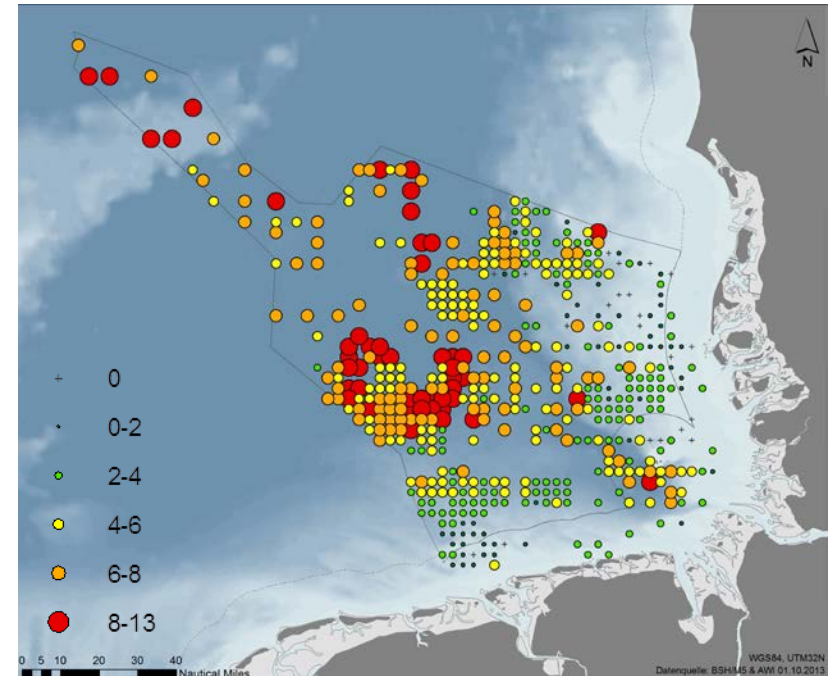 N
0
0-2
2-4
4-6
6-8
8-13
0 5 10 20 30 40
Nautical Miles
WGS84, UTM32N
Datenquelle: BSH/M5 & AWI 01.10.2013